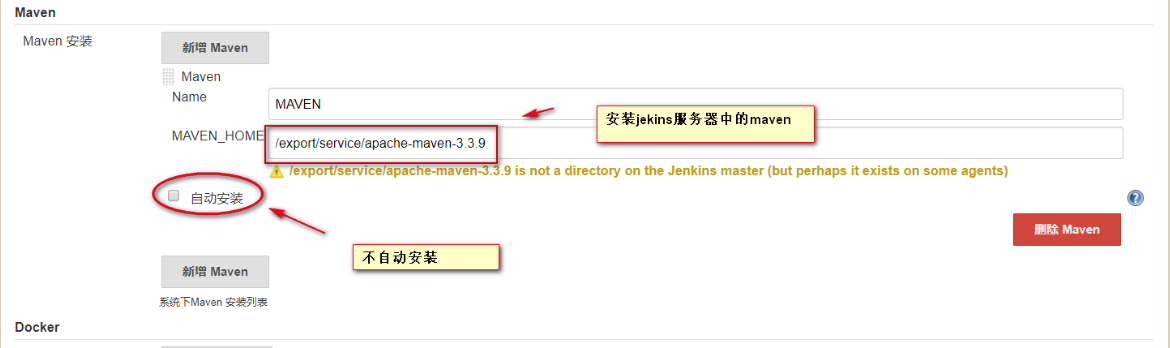 Maven
Maven 安装
新增 Maven
Maven
Name
MAVEN
安装jekins服务器中的maven
MAVEN_HOME
/export/service/apache-maven-3.3.9
/export/service/apache-maven-3.3.9 is not a directory on the Jenkins master (but perhaps it exists on some agents)
自动安装
?
删除 Maven
不自动安装
新增 Maven
系统下Maven 安装列表
Docker